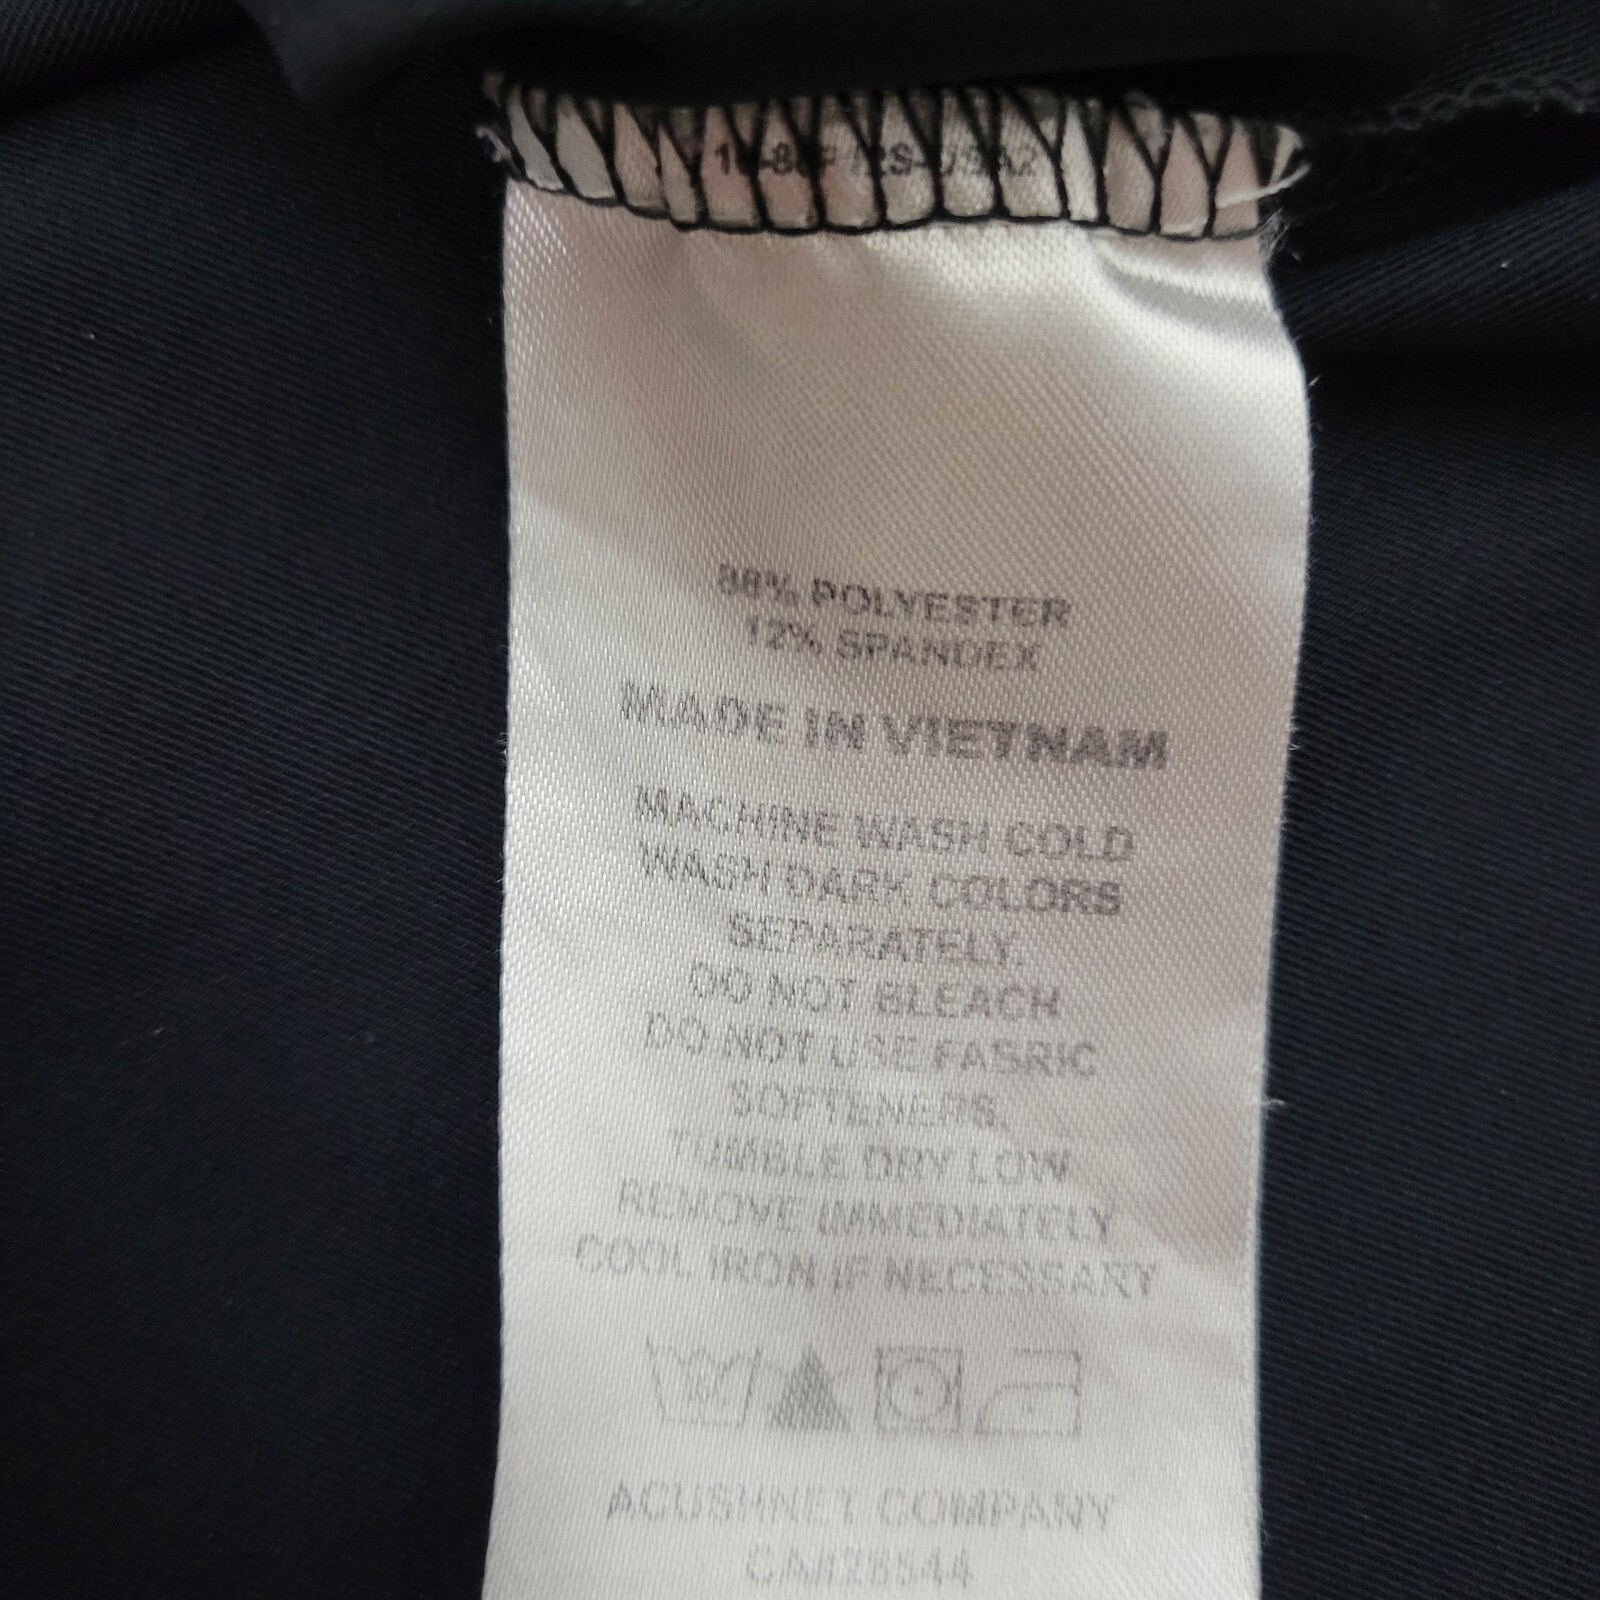 88% POLYESTER
12% SPANDEX
MADE IN VIETNAM
MACHINE WASH COLD
WASH DARK COLORS
SEPARATELY.
DO NOT BLEACH
DO NOT USE FABRIC
SOFTENERS.
TUMBLE DRY LOW
REMOVE IMMEDIATELY
COOL IRON IF NECESSARY
ACUSHNET COMPANY